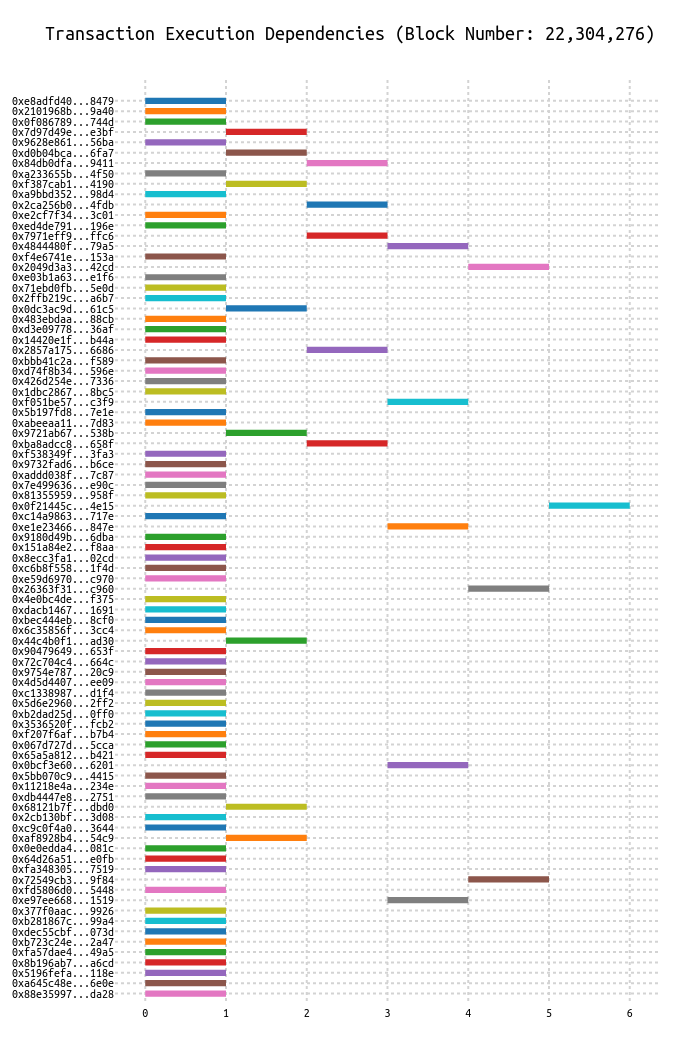 Transaction Execution Dependencies (Block Number: 22,304,276)
0xe8adfd40...8479
0x2101968b...9a40
0x0f086789...744d
0x7d97d49e...e3bf
0x9628e861...56ba
0xd0b04bca...6fa7
0x84db0dfa...9411
0xa233655b...4f50
0xf387cab1...4190
0xa9bbd352...98d4
0x2ca256b0...4fdb
0xe2cf7f34...3c01
0xed4de791...196e
0x7971eff9...ffc6
0x4844480f...79a5
0xf4e6741e...153a
0x2049d3a3...42cd
0xe03b1a63...e1f6
0x71ebd0fb...5e0d
0x2ffb219c...a6b7
0x0dc3ac9d...61c5
0x483ebdaa...88cb
0xd3e09778...36af
0x14420e1f...b44a
0x2857a175...6686
0xbbb41c2a...f589
0xd74f8b34...596e
0x426d254e...7336
0x1dbc2867...8bc5
0xf051be57...c3f9
0x5b197fd8...7e1e
0xabeeaa11...7d83
0x9721ab67...538b
0xba8adcc8...658f
0xf538349f...3fa3
0x9732fad6...b6ce
0xaddd038f...7c87
0x7e499636...e90c
0x81355959...958f
0x0f21445c...4e15
0xc14a9863...717e
0xe1e23466...847e
0x9180d49b...6dba
0x151a84e2...f8aa
0x8ecc3fa1...02cd
0xc6b8f558...1f4d
0xe59d6970...c970
0x26363f31...c960
0x4e0bc4de...f375
0xdacb1467...1691
0xbec444eb...8cf0
0x6c35856f...3cc4
0x44c4b0f1...ad30
0x90479649...653f
0x72c704c4...664c
0x9754e787...20c9
0x4d5d4407...ee09
0xc1338987...d1f4
0x5d6e2960...2ff2
0xb2dad25d...0ff0
0x3536520f...fcb2
0xf207f6af...b7b4
0x067d727d...5cca
0x65a5a812...b421
0x0bcf3e60...6201
0x5bb070c9...4415
0x11218e4a...234e
0xdb4447e8...2751
0x68121b7f...dbd0
0x2cb130bf...3d08
0xc9c0f4a0...3644
0xaf8928b4...54c9
0x0e0edda4...081c
0x64d26a51...e0fb
0xfa348305...7519
0x72549cb3...9f84
0xfd5806d0...5448
0xe97ee668...1519
0x377f0aac...9926
0xb281867c...99a4
0xdec55cbf...073d
0xb723c24e...2a47
0xfa57dae4...49a5
0x8b196ab7...a6cd
0x5196fefa...118e
0xa645c48e...6e0e
0x88e35997...da28
0 1 2 3 4 5 6